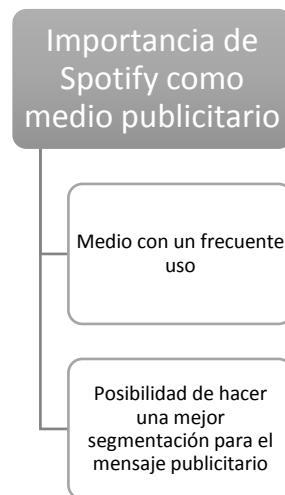 Importancia de
Spotify como
medio publicitario
Medio con un frecuente
uso
Posibilidad de hacer
una mejor
segmentación para el
mensaje publicitario